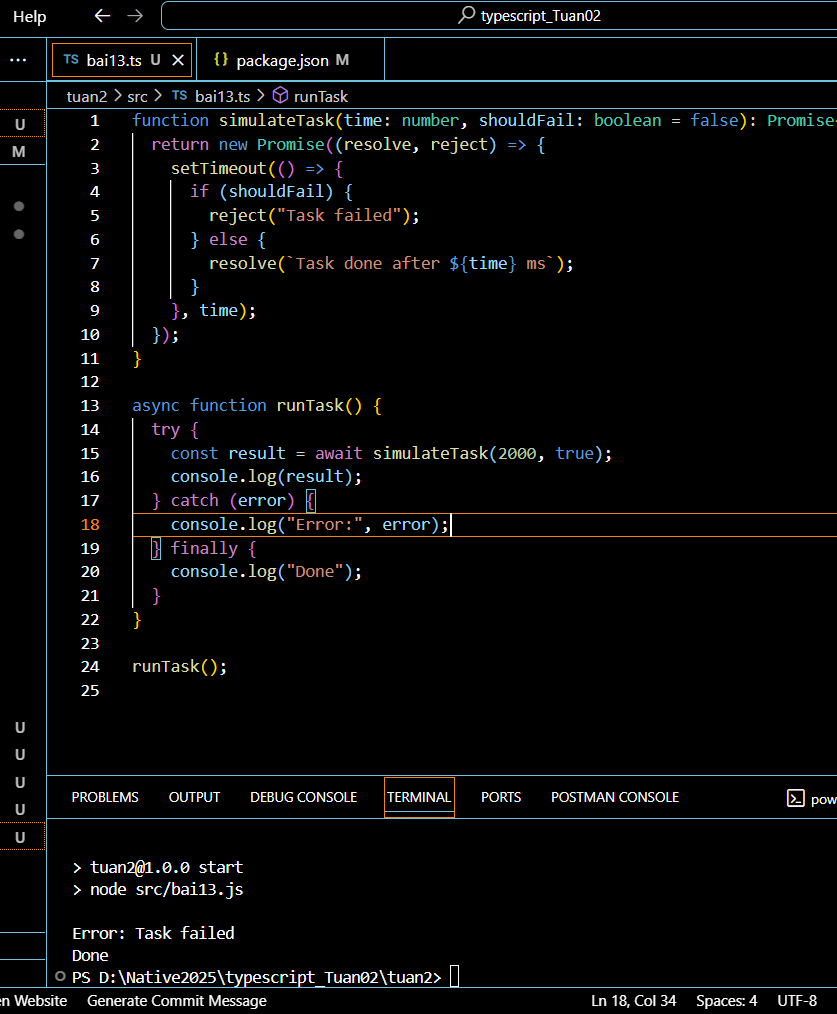 Help typescript_Tuan02
... TS bai13.ts U {} package.json M
tuan2 > src > TS bai13.ts > runTask
U
M
1 function simulateTask(time: number, shouldFail: boolean = false): Promise
2 return new Promise((resolve, reject) => {
3 setTimeout(() => {
4 if (shouldFail) {
5 reject("Task failed");
6 } else {
7 resolve(`Task done after ${time} ms`);
8 }
9 }, time);
10 });
11 }
12
13 async function runTask() {
14 try {
15 const result = await simulateTask(2000, true);
16 console.log(result);
17 } catch (error) {
18 console.log("Error:", error);
19 } finally {
20 console.log("Done");
21 }
22 }
23
24 runTask();
25
U
U
U
U
U
PROBLEMS OUTPUT DEBUG CONSOLE TERMINAL PORTS POSTMAN CONSOLE pow
> tuan2@1.0.0 start
> node src/bai13.js
Error: Task failed
Done
PS D:\Native2025\typescript_Tuan02\tuan2>
en Website Generate Commit Message Ln 18, Col 34 Spaces: 4 UTF-8